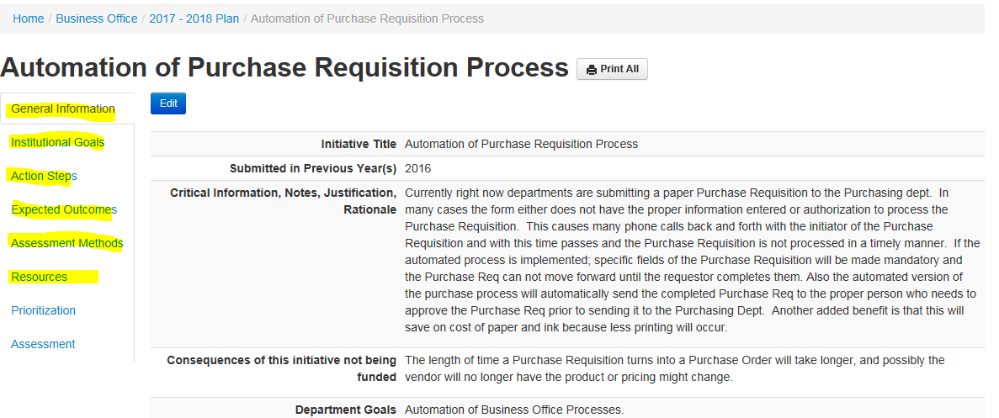 Home / Business Office / 2017 - 2018 Plan / Automation of Purchase Requisition Process
Automation of Purchase Requisition Process
Print All
General Information
Institutional Goals
Action Steps
Expected Outcomes
Assessment Methods
Resources
Prioritization
Assessment
Edit
Initiative Title Automation of Purchase Requisition Process
Submitted in Previous Year(s) 2016
Critical Information, Notes, Justification,
Rationale
Currently right now departments are submitting a paper Purchase Requisition to the Purchasing dept.  In
many cases the form either does not have the proper information entered or authorization to process the
Purchase Requisition.  This causes many phone calls back and forth with the initiator of the Purchase
Requisition and with this time passes and the Purchase Requisition is not processed in a timely manner.  If the
automated process is implemented; specific fields of the Purchase Requisition will be made mandatory and
the Purchase Req can not move forward until the requestor completes them. Also the automated version of
the purchase process will automatically send the completed Purchase Req to the proper person who needs to
approve the Purchase Req prior to sending it to the Purchasing Dept.  Another added benefit is that this will
save on cost of paper and ink because less printing will occur.
Consequences of this initiative not being
funded
The length of time a Purchase Requisition turns into a Purchase Order will take longer, and possibly the
vendor will no longer have the product or pricing might change.
Department Goals Automation of Business Office Processes.